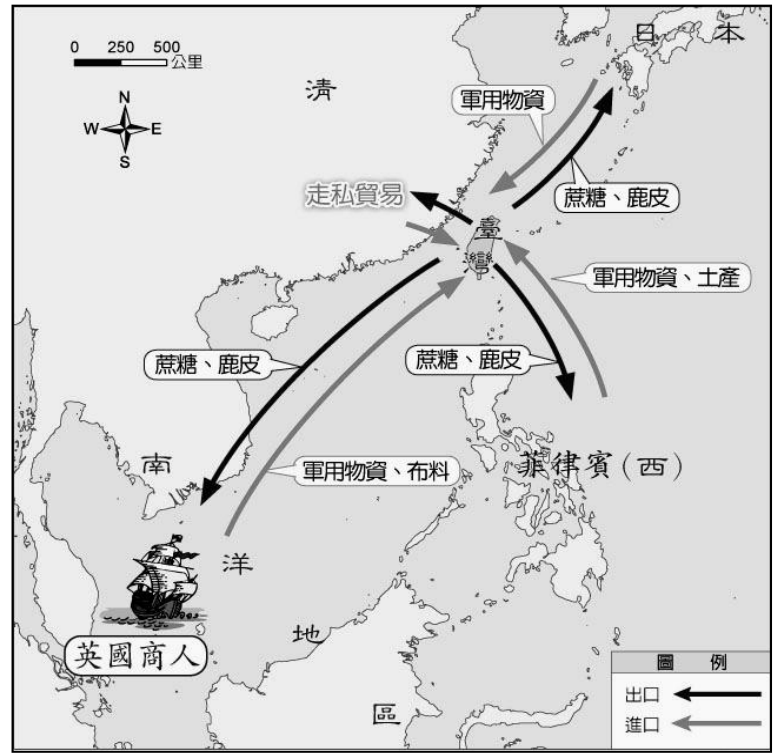 0 250 500 公里
N
W E
S
清
日本
軍用物資
蔗糖、鹿皮
走私貿易
臺灣
軍用物資、土產
蔗糖、鹿皮
蔗糖、鹿皮
軍用物資、布料
菲律賓(西)
南洋地區
英國商人
圖例
出口
進口